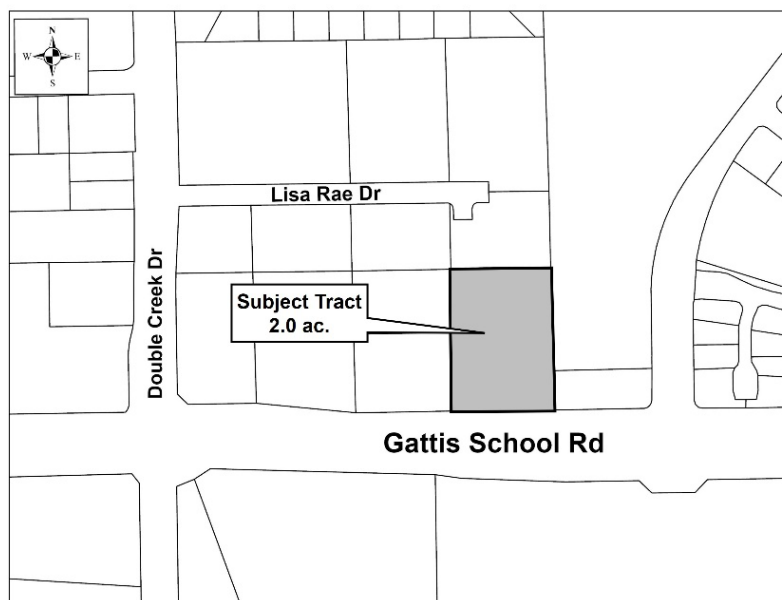 N
W E
S
Lisa Rae Dr
Double Creek Dr
Subject Tract
2.0 ac.
Gattis School Rd